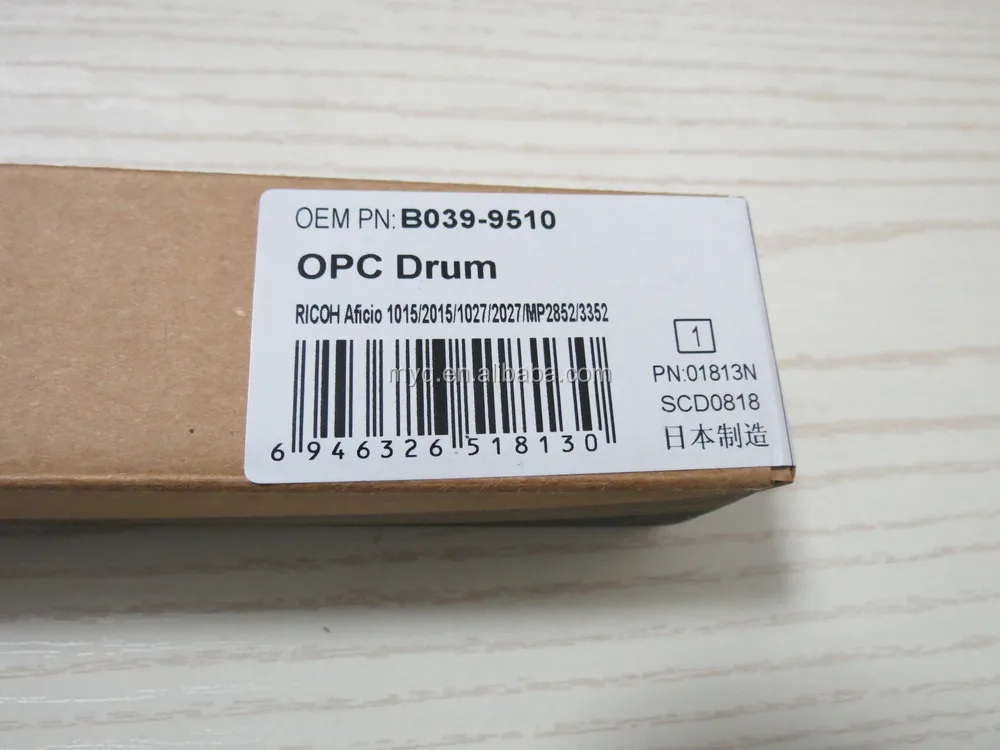 OEM PN: B039-9510
OPC Drum
RICOH Aficio 1015/2015/1027/2027/MP2852/3352
1
myd.en.alibaba.com
PN:01813N
SCD0818
日本制造
6 946326 518130